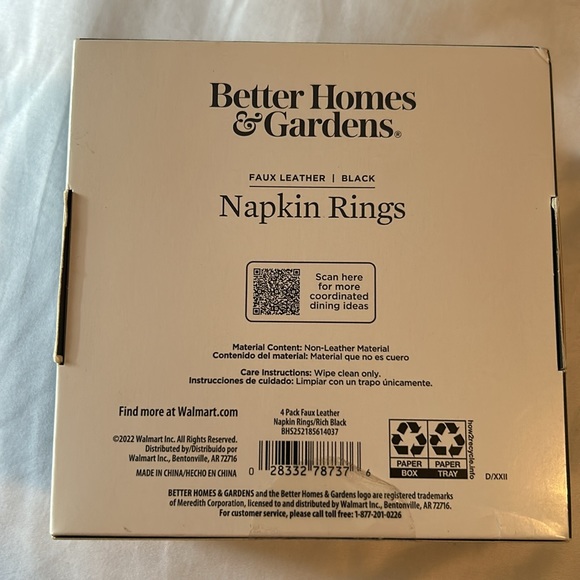 Better Homes
& Gardens®
FAUX LEATHER | BLACK
Napkin Rings
Scan here
for more
coordinated
dining ideas
Material Content: Non-Leather Material
Contenido del material: Material que no es cuero
Care Instructions: Wipe clean only.
Instrucciones de cuidado: Limpiar con un trapo únicamente.
Find more at Walmart.com
©2022 Walmart Inc. All Rights Reserved.
Distributed by/Distribuido por
Walmart Inc., Bentonville, AR 72716
MADE IN CHINA/HECHO EN CHINA
4 Pack Faux Leather
Napkin Rings/Rich Black
BHS252185614037
0 28332 78737 6
PAPER BOX
PAPER TRAY
how2recycle.info
D/XXII
BETTER HOMES & GARDENS and the Better Homes & Gardens logo are registered trademarks
of Meredith Corporation, licensed to and distributed by Walmart Inc., Bentonville, AR 72716.
For customer service, please call toll free: 1-877-201-0226